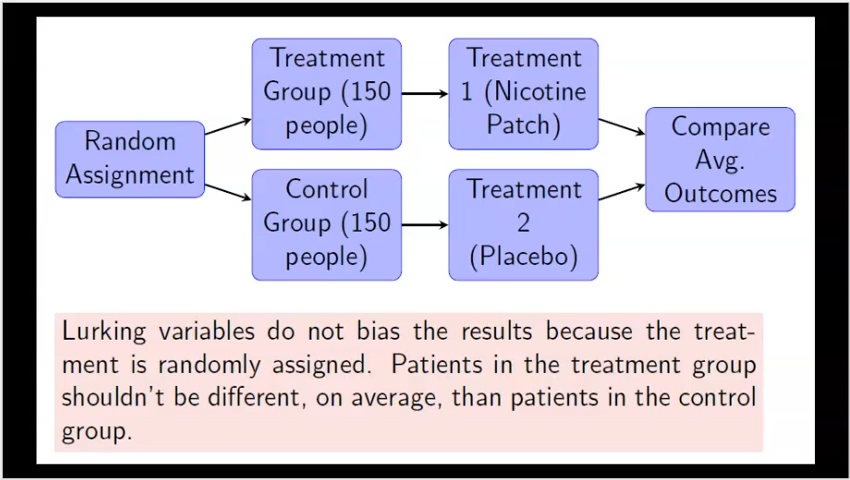 Random
Assignment
Treatment
Group (150
people)
Treatment
1 (Nicotine
Patch)
Control
Group (150
people)
Treatment
2
(Placebo)
Compare
Avg.
Outcomes
Lurking variables do not bias the results because the treat-
ment is randomly assigned. Patients in the treatment group
shouldn't be different, on average, than patients in the control
group.